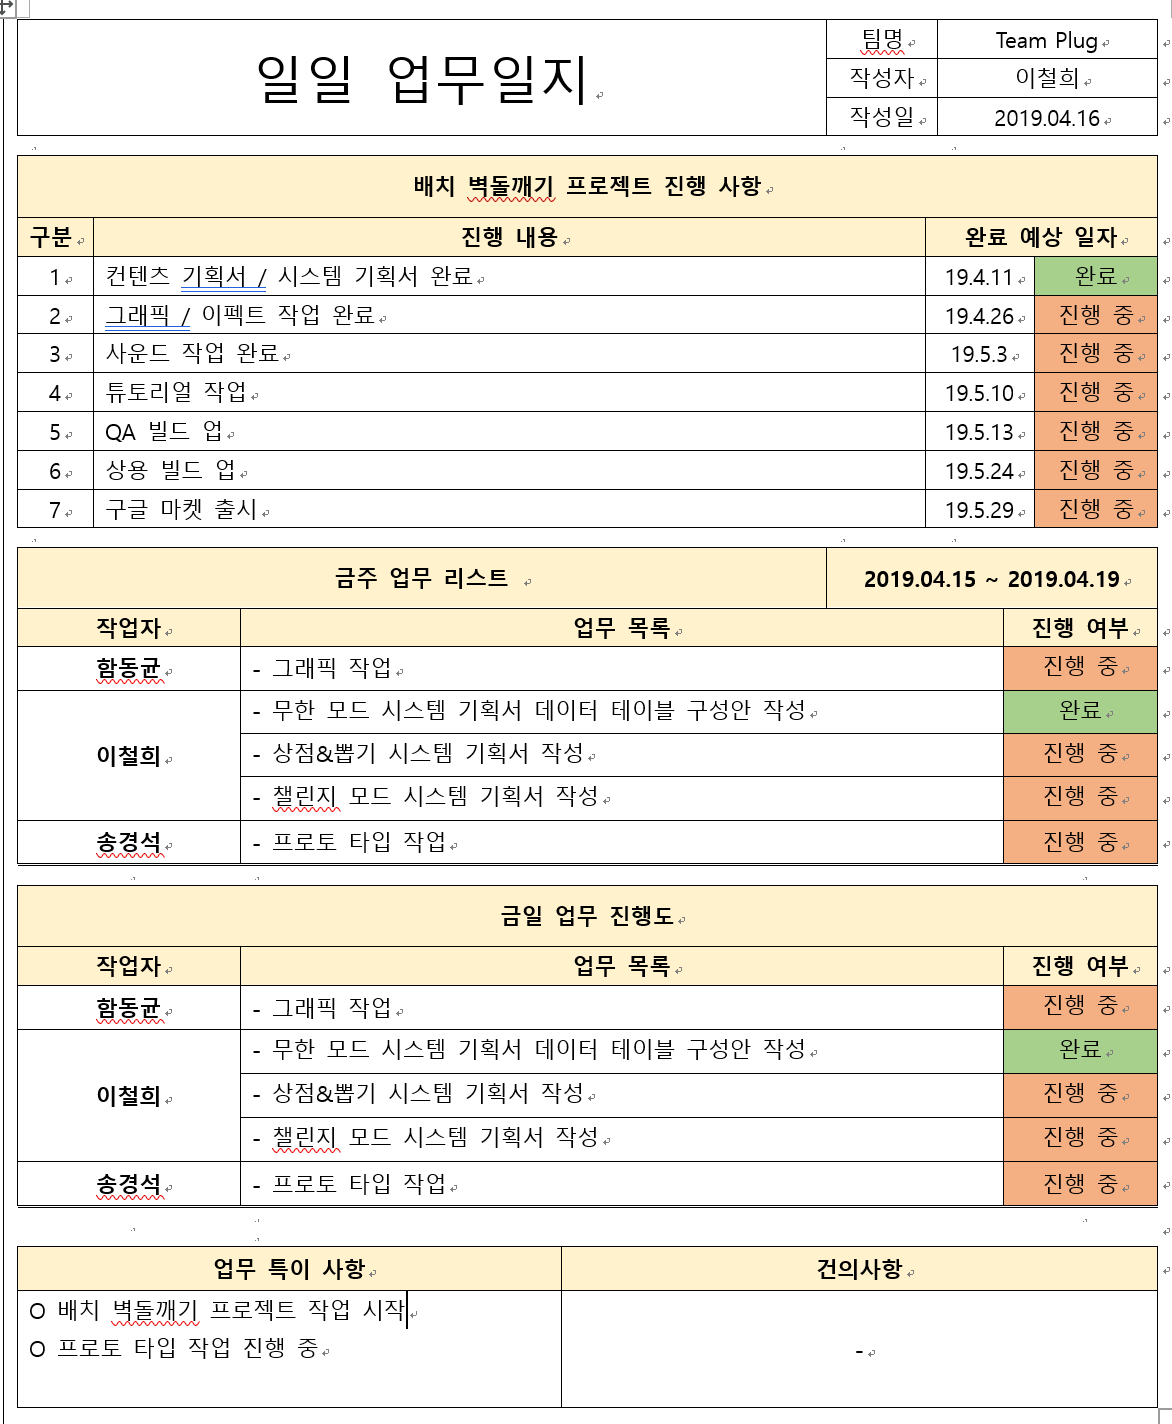 일일 업무일지
팀명 Team Plug
작성자 이철희
작성일 2019.04.16
배치 벽돌깨기 프로젝트 진행 사항
구분 진행 내용 완료 예상 일자
1 컨텐츠 기획서 / 시스템 기획서 완료 19.4.11 완료
2 그래픽 / 이펙트 작업 완료 19.4.26 진행 중
3 사운드 작업 완료 19.5.3 진행 중
4 튜토리얼 작업 19.5.10 진행 중
5 QA 빌드 업 19.5.13 진행 중
6 상용 빌드 업 19.5.24 진행 중
7 구글 마켓 출시 19.5.29 진행 중
금주 업무 리스트 2019.04.15 ~ 2019.04.19
작업자 업무 목록 진행 여부
함동균 - 그래픽 작업 진행 중
이철희 - 무한 모드 시스템 기획서 데이터 테이블 구성안 작성 완료
- 상점&뽑기 시스템 기획서 작성 진행 중
- 챌린지 모드 시스템 기획서 작성 진행 중
송경석 - 프로토 타입 작업 진행 중
금일 업무 진행도
작업자 업무 목록 진행 여부
함동균 - 그래픽 작업 진행 중
이철희 - 무한 모드 시스템 기획서 데이터 테이블 구성안 작성 완료
- 상점&뽑기 시스템 기획서 작성 진행 중
- 챌린지 모드 시스템 기획서 작성 진행 중
송경석 - 프로토 타입 작업 진행 중
업무 특이 사항 건의사항
O 배치 벽돌깨기 프로젝트 작업 시작
O 프로토 타입 작업 진행 중
-